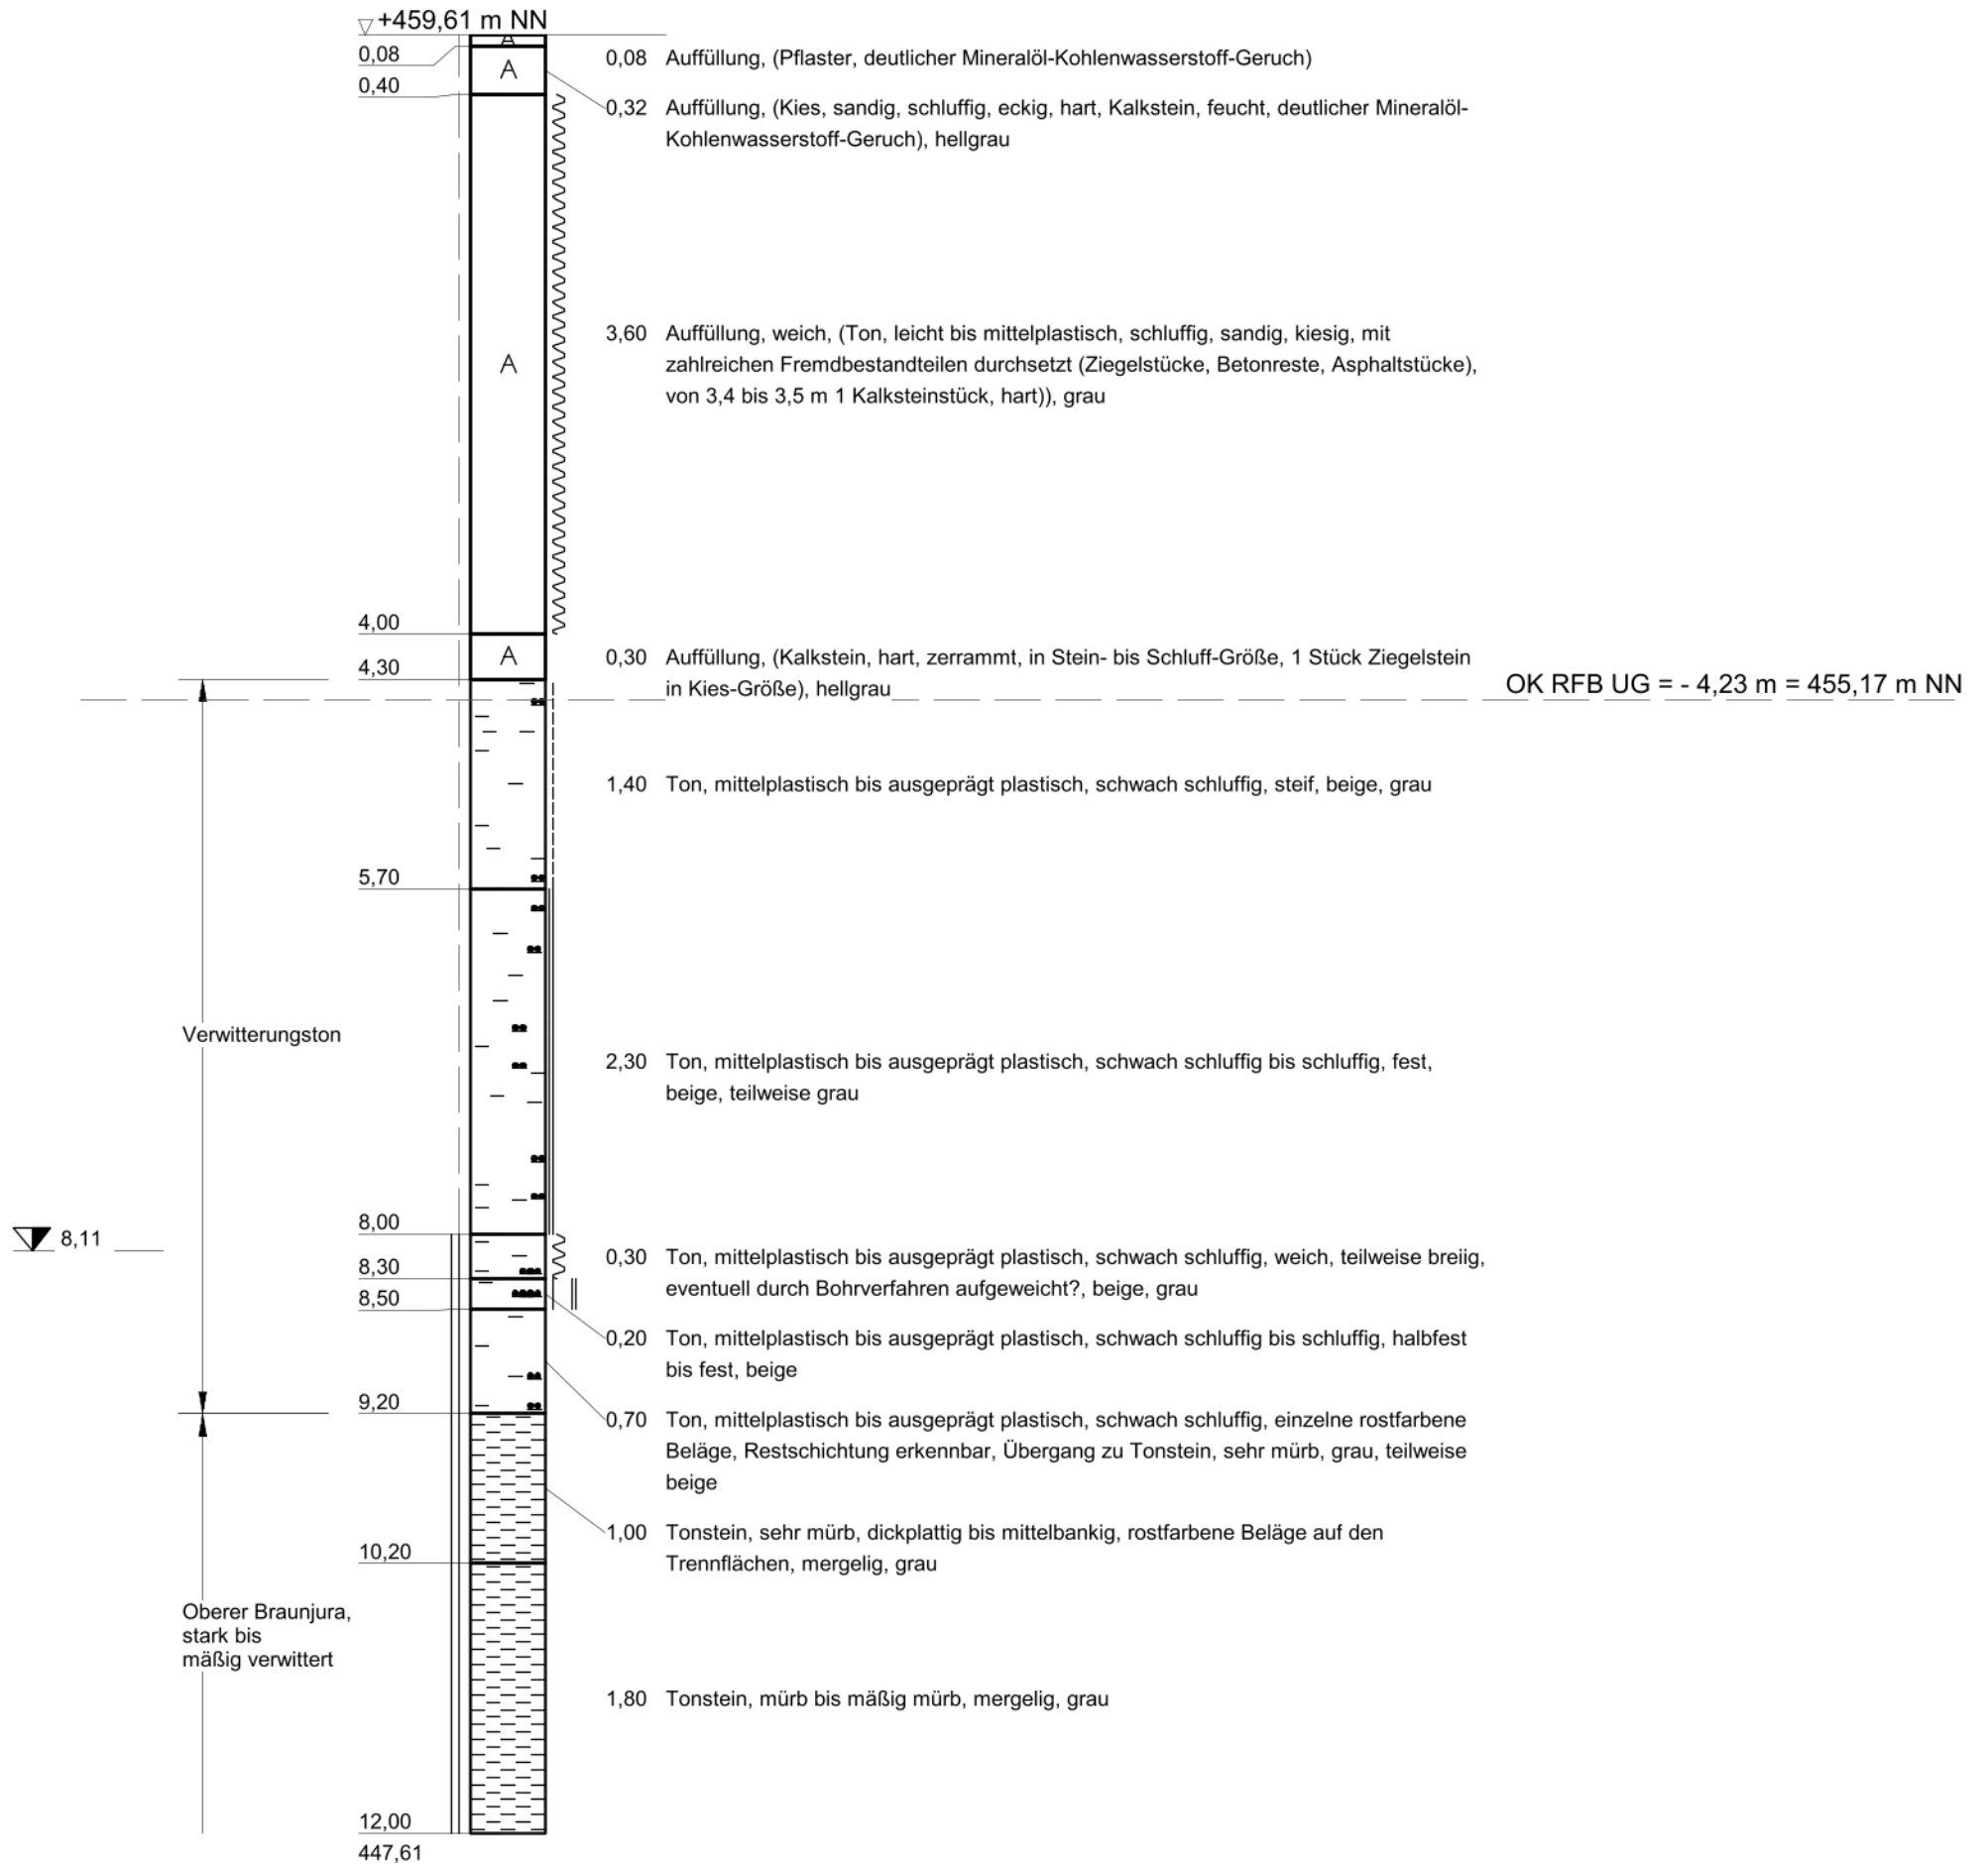 +459,61 m NN
A
0,08
0,08 Auffüllung, (Pflaster, deutlicher Mineralöl-Kohlenwasserstoff-Geruch)
A
0,40
0,32 Auffüllung, (Kies, sandig, schluffig, eckig, hart, Kalkstein, feucht, deutlicher Mineralöl-
Kohlenwasserstoff-Geruch), hellgrau
3,60 Auffüllung, weich, (Ton, leicht bis mittelplastisch, schluffig, sandig, kiesig, mit
A
zahlreichen Fremdbestandteilen durchsetzt (Ziegelstücke, Betonreste, Asphaltstücke),
von 3,4 bis 3,5 m 1 Kalksteinstück, hart)), grau
4,00
A
0,30 Auffüllung, (Kalkstein, hart, zerrammt, in Stein- bis Schluff-Größe, 1 Stück Ziegelstein
4,30
in Kies-Größe), hellgrau
OK RFB UG = - 4,23 m = 455,17 m NN
1,40 Ton, mittelplastisch bis ausgeprägt plastisch, schwach schluffig, steif, beige, grau
5,70
Verwitterungston
2,30 Ton, mittelplastisch bis ausgeprägt plastisch, schwach schluffig bis schluffig, fest,
beige, teilweise grau
8,00
8,11
0,30 Ton, mittelplastisch bis ausgeprägt plastisch, schwach schluffig, weich, teilweise breiig,
8,30
eventuell durch Bohrverfahren aufgeweicht?, beige, grau
8,50
0,20 Ton, mittelplastisch bis ausgeprägt plastisch, schwach schluffig bis schluffig, halbfest
bis fest, beige
9,20
0,70 Ton, mittelplastisch bis ausgeprägt plastisch, schwach schluffig, einzelne rostfarbene
Beläge, Restschichtung erkennbar, Übergang zu Tonstein, sehr mürb, grau, teilweise
beige
1,00 Tonstein, sehr mürb, dickplattig bis mittelbankig, rostfarbene Beläge auf den
Trennflächen, mergelig, grau
10,20
Oberer Braunjura,
stark bis
mäßig verwittert
1,80 Tonstein, mürb bis mäßig mürb, mergelig, grau
12,00
447,61